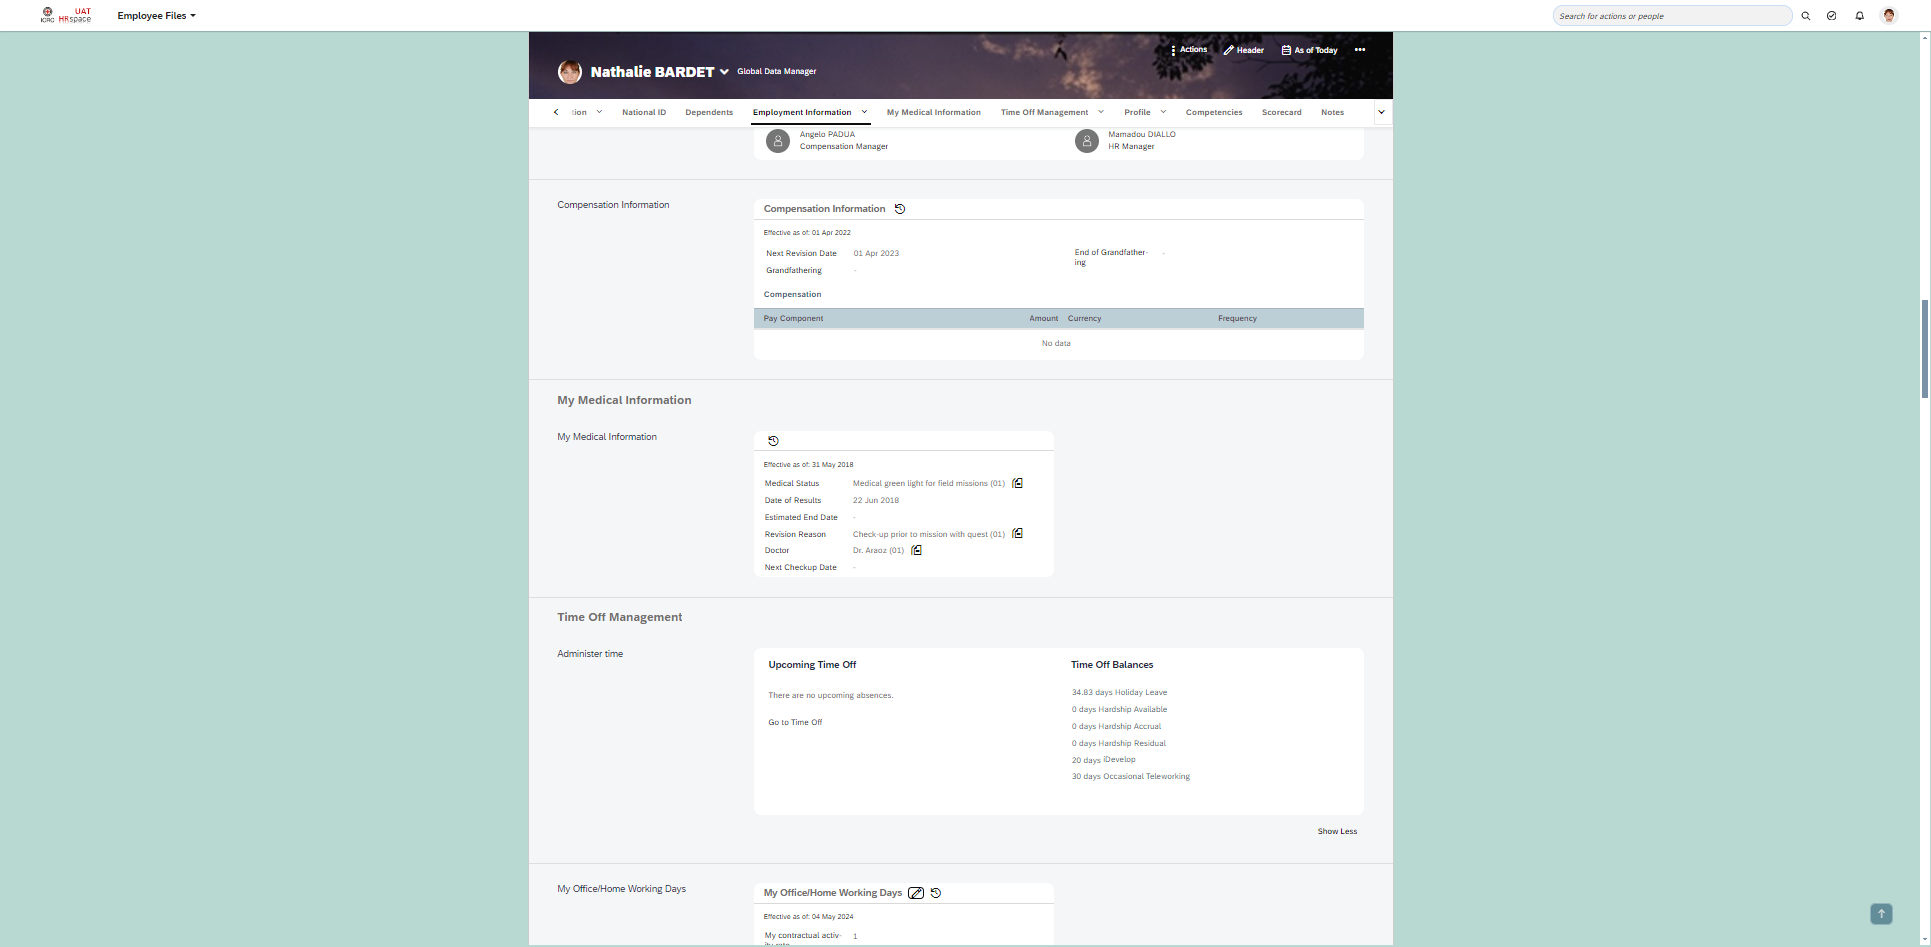 UAT
ICRC HRspace
Employee Files
Search for actions or people
Actions
Header
As of Today
Nathalie BARDET
Global Data Manager
tion
National ID
Dependents
Employment Information
My Medical Information
Time Off Management
Profile
Competencies
Scorecard
Notes
Angelo PADUA
Compensation Manager
Mamadou DIALLO
HR Manager
Compensation Information
Compensation Information
Effective as of: 01 Apr 2022
Next Revision Date 01 Apr 2023
End of Grandfather-
ing -
Grandfathering -
Compensation
Pay Component Amount Currency Frequency
No data
My Medical Information
My Medical Information
Effective as of: 31 May 2018
Medical Status Medical green light for field missions (01)
Date of Results 22 Jun 2018
Estimated End Date -
Revision Reason Check-up prior to mission with quest (01)
Doctor Dr. Araoz (01)
Next Checkup Date -
Time Off Management
Administer time
Upcoming Time Off
There are no upcoming absences.
Go to Time Off
Time Off Balances
34.83 days Holiday Leave
0 days Hardship Available
0 days Hardship Accrual
0 days Hardship Residual
20 days iDevelop
30 days Occasional Teleworking
Show Less
My Office/Home Working Days
My Office/Home Working Days
Effective as of: 04 May 2024
My contractual activ- 1